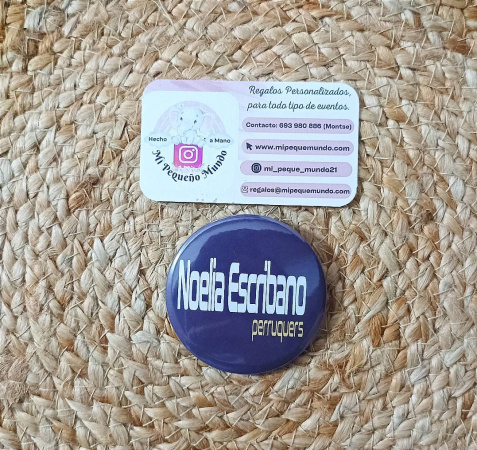 Regalos Personalizados,
para todo tipo de eventos.
Contacto: 693 980 886 (Montse)
www.mipequemundo.com
mi_peque_mundo21
regalos@mipequemundo.com
Hecho a Mano
Mi Pequeño Mundo
Noelia Escribano
perruquers